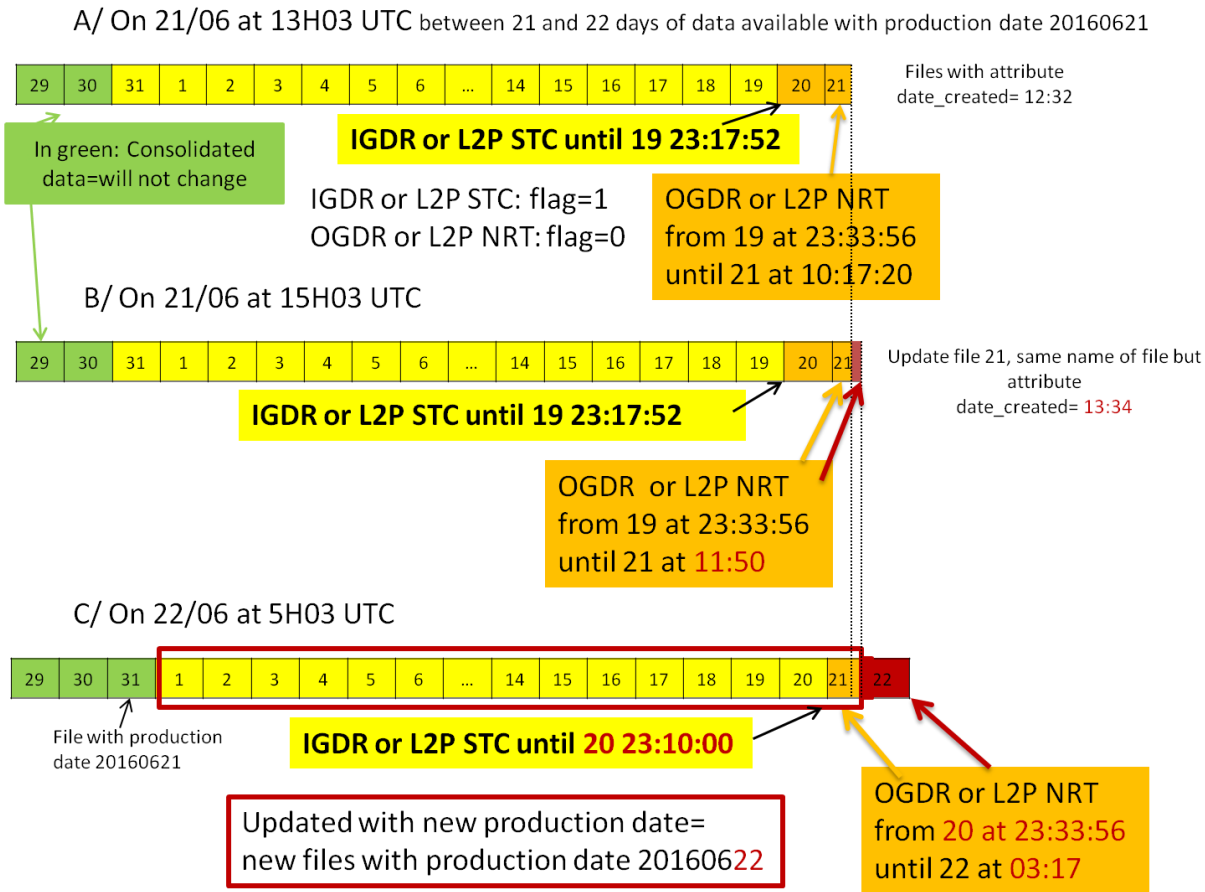 A/ On 21/06 at 13H03 UTC between 21 and 22 days of data available with production date 20160621
29 30 31 1 2 3 4 5 6 ... 14 15 16 17 18 19 20 21
Files with attribute
date_created= 12:32
In green: Consolidated
data=will not change
IGDR or L2P STC until 19 23:17:52
IGDR or L2P STC: flag=1
OGDR or L2P NRT: flag=0
OGDR or L2P NRT
from 19 at 23:33:56
until 21 at 10:17:20
B/ On 21/06 at 15H03 UTC
29 30 31 1 2 3 4 5 6 ... 14 15 16 17 18 19 20 21
Update file 21, same name of file but
attribute
date_created= 13:34
IGDR or L2P STC until 19 23:17:52
OGDR or L2P NRT
from 19 at 23:33:56
until 21 at 11:50
C/ On 22/06 at 5H03 UTC
29 30 31 1 2 3 4 5 6 ... 14 15 16 17 18 19 20 21 22
File with production
date 20160621
IGDR or L2P STC until 20 23:10:00
Updated with new production date=
new files with production date 20160622
OGDR or L2P NRT
from 20 at 23:33:56
until 22 at 03:17